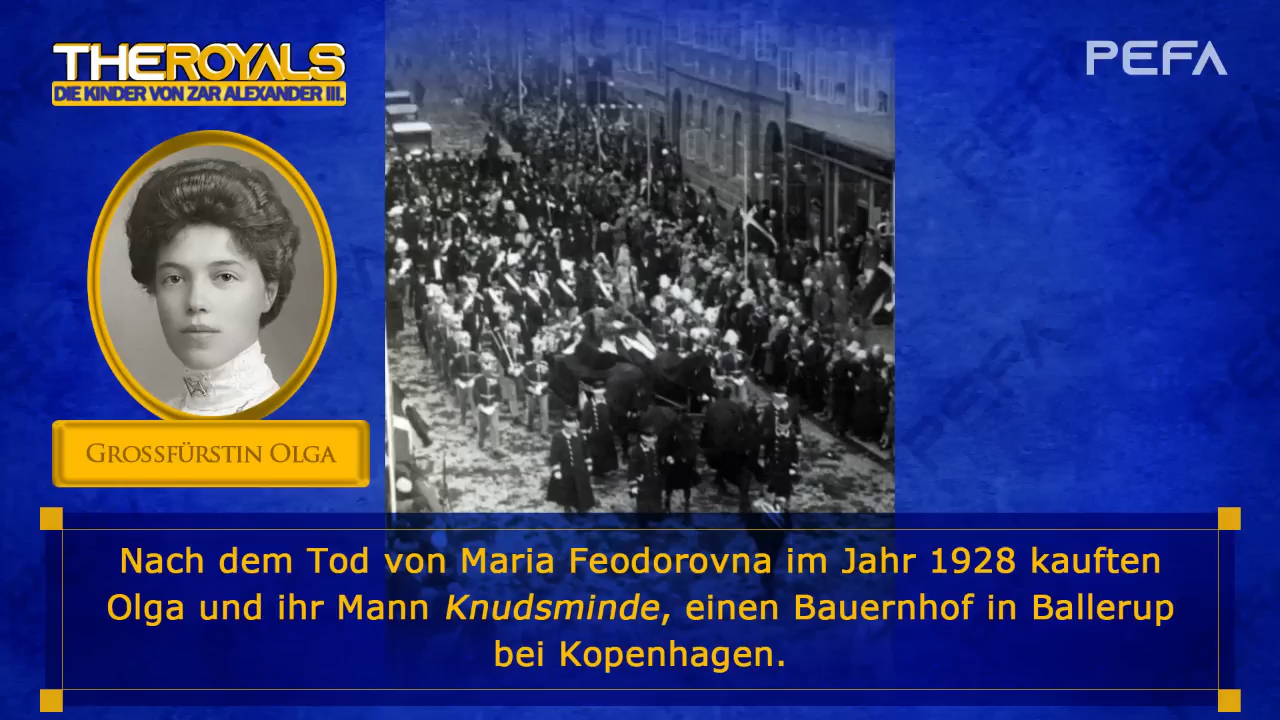 THEROYALS
DIE KINDER VON ZAR ALEXANDER III.
PEFA
GROSSFÜRSTIN OLGA
Nach dem Tod von Maria Feodorovna im Jahr 1928 kauften
Olga und ihr Mann Knudsminde, einen Bauernhof in Ballerup
bei Kopenhagen.